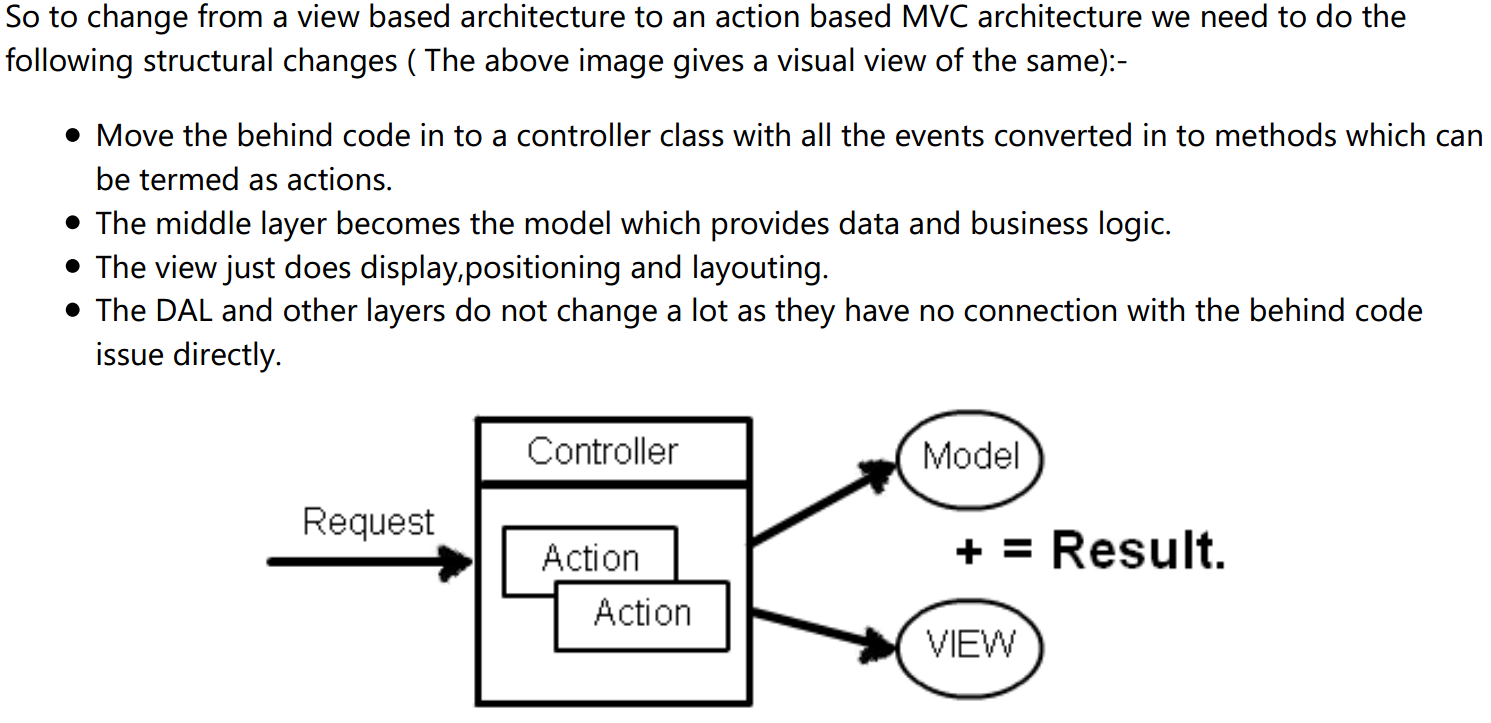 So to change from a view based architecture to an action based MVC architecture we need to do the
following structural changes ( The above image gives a visual view of the same):-
● Move the behind code in to a controller class with all the events converted in to methods which can
be termed as actions.
● The middle layer becomes the model which provides data and business logic.
● The view just does display,positioning and layouting.
● The DAL and other layers do not change a lot as they have no connection with the behind code
issue directly.
Controller
Model
Request
Action
+ = Result.
Action
VIEW